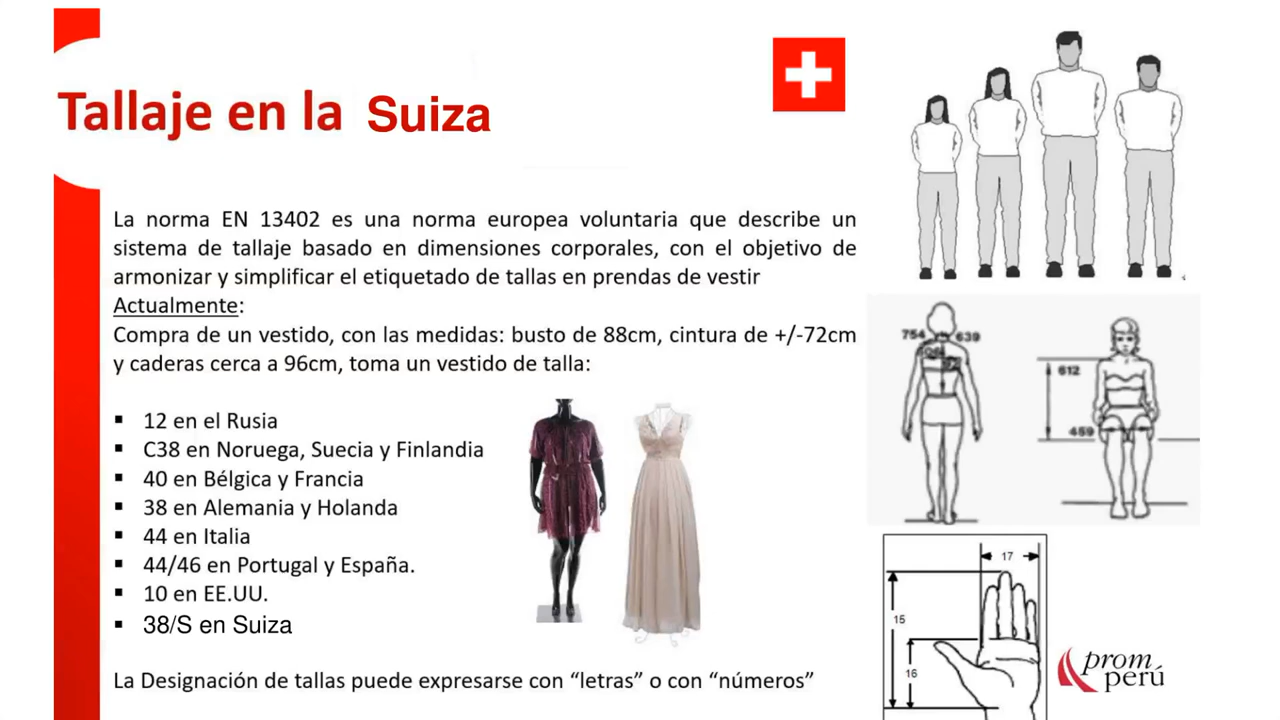 Tallaje en la Suiza
La norma EN 13402 es una norma europea voluntaria que describe un
sistema de tallaje basado en dimensiones corporales, con el objetivo de
armonizar y simplificar el etiquetado de tallas en prendas de vestir
Actualmente:
Compra de un vestido, con las medidas: busto de 88cm, cintura de +/-72cm
y caderas cerca a 96cm, toma un vestido de talla:
▪ 12 en el Rusia
▪ C38 en Noruega, Suecia y Finlandia
▪ 40 en Bélgica y Francia
▪ 38 en Alemania y Holanda
▪ 44 en Italia
▪ 44/46 en Portugal y España.
▪ 10 en EE.UU.
▪ 38/S en Suiza
La Designación de tallas puede expresarse con “letras” o con “números”
754
639
612
459
17
15
16
prom
perú